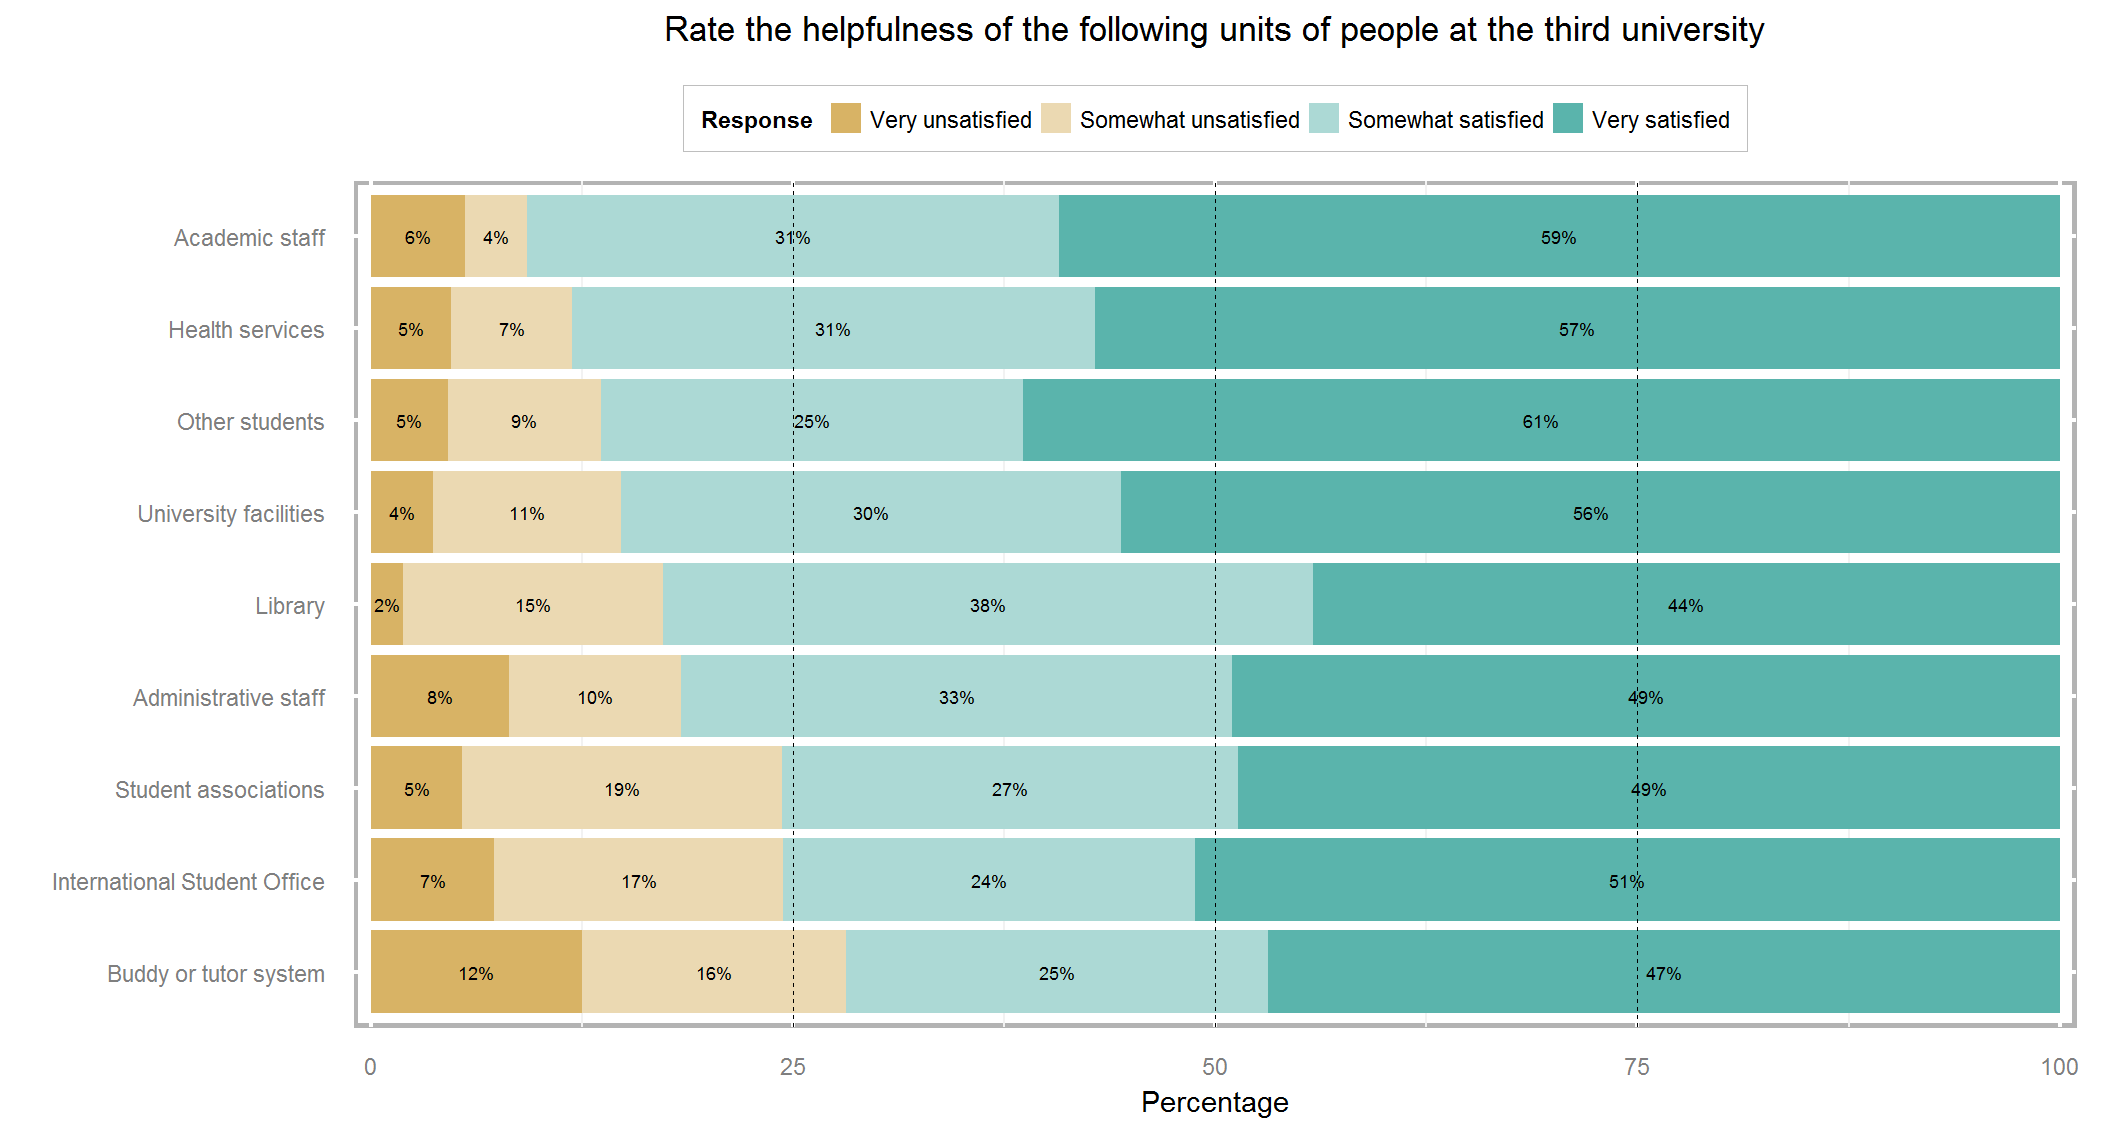 Rate the helpfulness of the following units of people at the third university
Response Very unsatisfied Somewhat unsatisfied Somewhat satisfied Very satisfied
Academic staff 6% 4% 31% 59%
Health services 5% 7% 31% 57%
Other students 5% 9% 25% 61%
University facilities 4% 11% 30% 56%
Library 2% 15% 38% 44%
Administrative staff 8% 10% 33% 49%
Student associations 5% 19% 27% 49%
International Student Office 7% 17% 24% 51%
Buddy or tutor system 12% 16% 25% 47%
0 25 50 75 100
Percentage